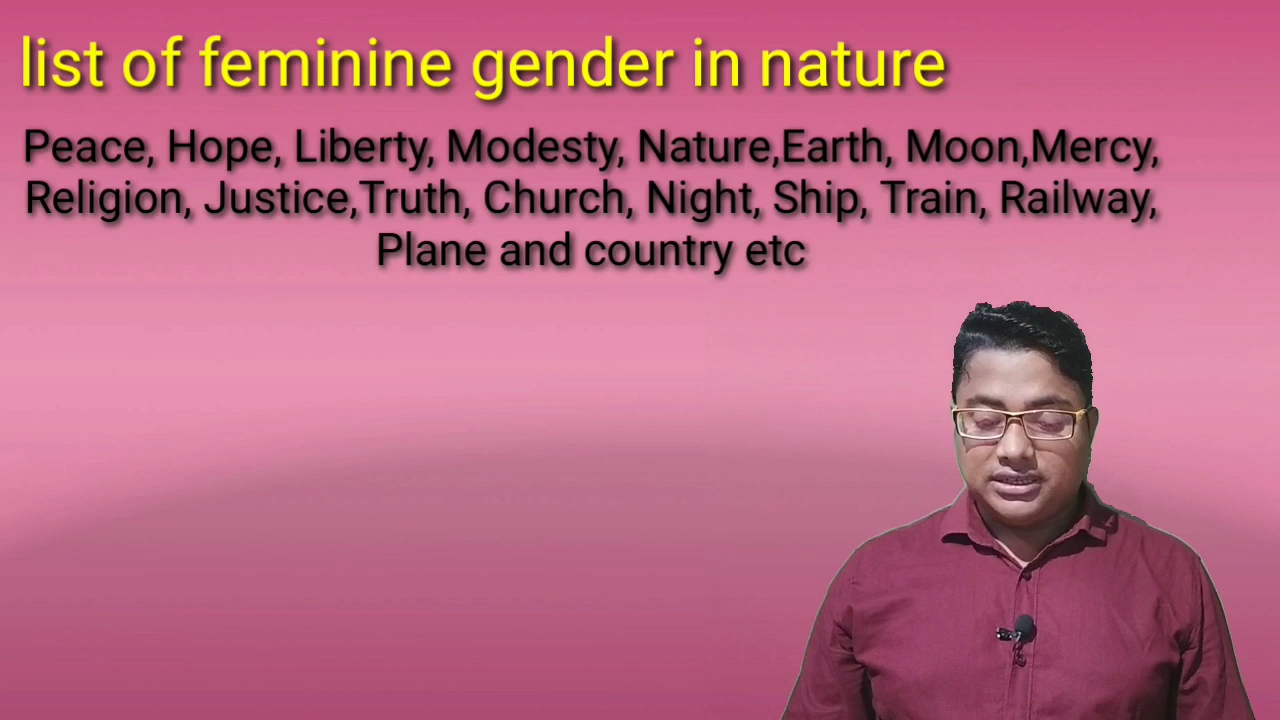 list of feminine gender in nature
Peace, Hope, Liberty, Modesty, Nature,Earth, Moon,Mercy,
Religion, Justice,Truth, Church, Night, Ship, Train, Railway,
Plane and country etc